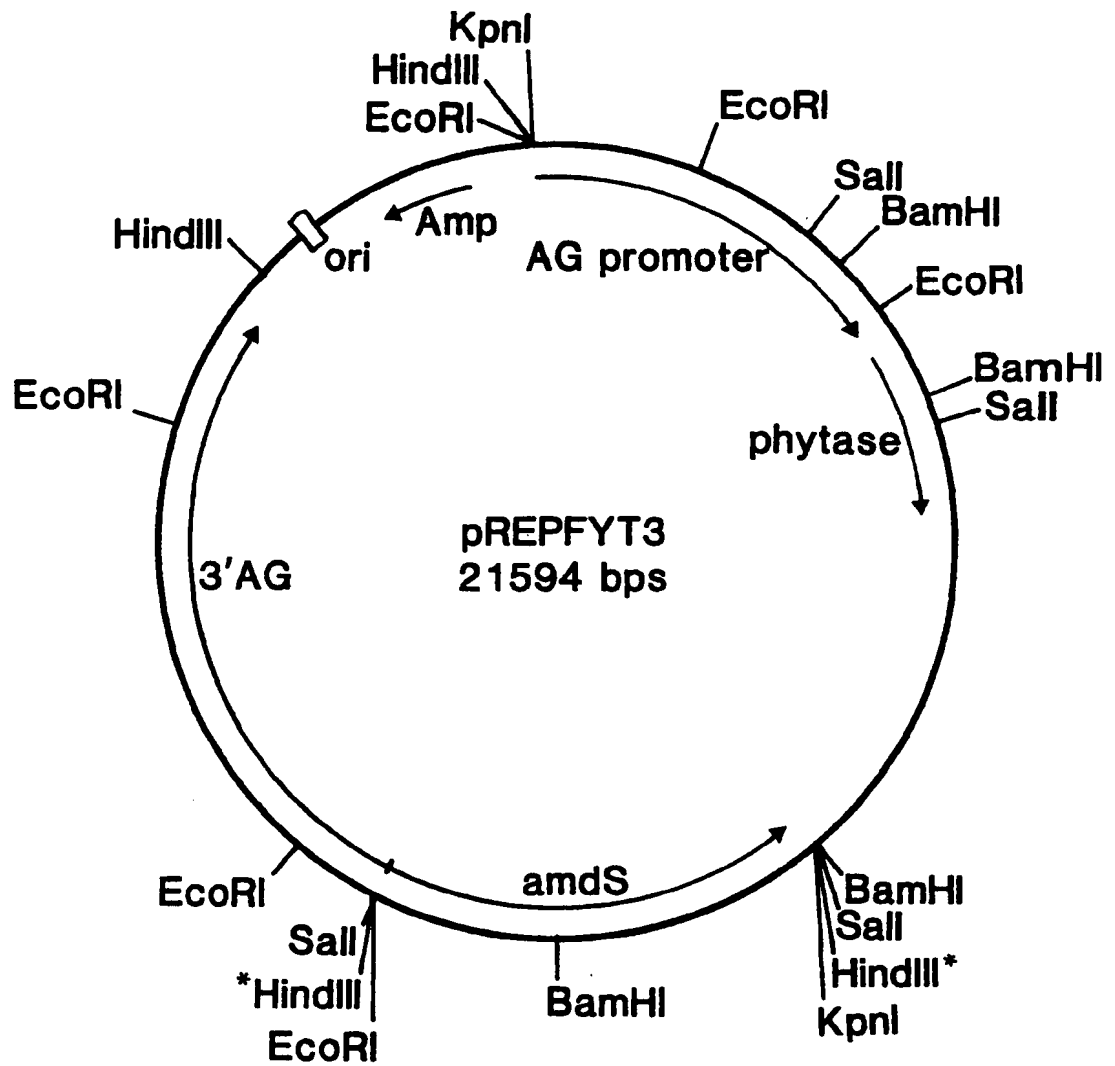 KpnI
HindIII
EcoRI
EcoRI
SalI
BamHI
HindIII
ori
Amp
AG promoter
EcoRI
BamHI
SalI
EcoRI
phytase
pREPFYT3
21594 bps
3'AG
amdS
EcoRI
BamHI
SalI
SalI
*HindIII
HindIII*
BamHI
KpnI
EcoRI